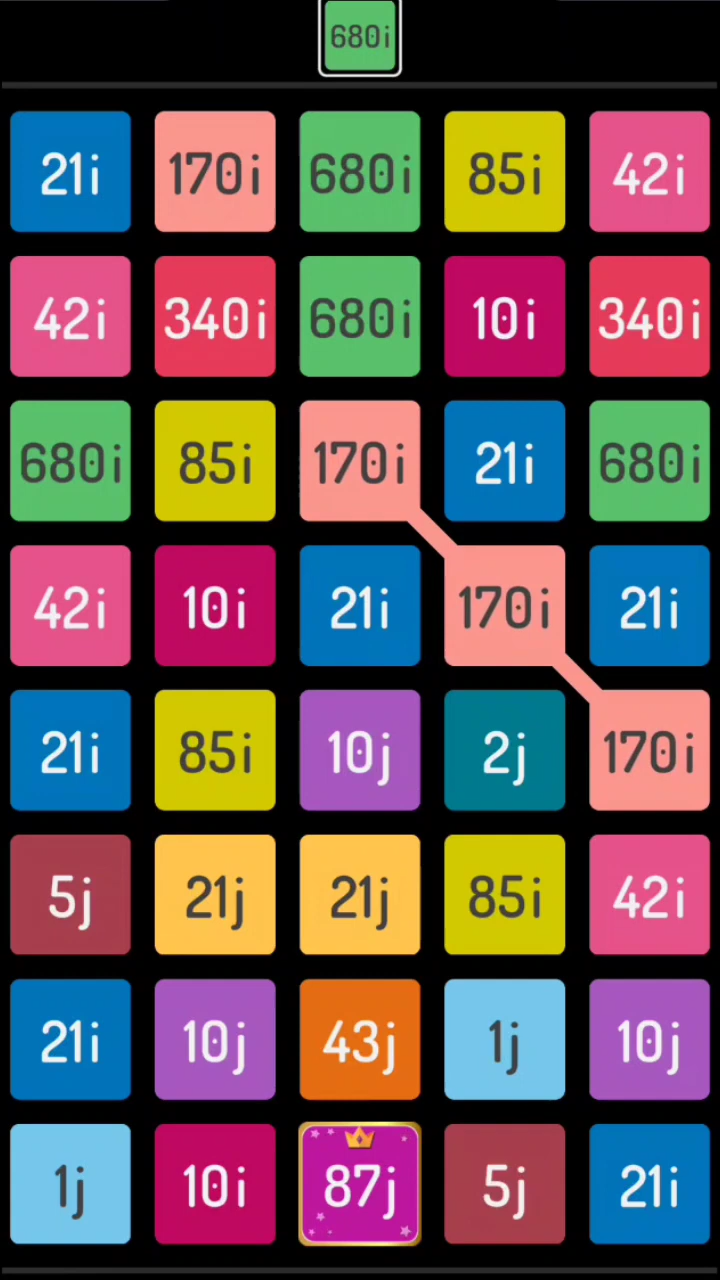 680i
21i 170i 680i 85i 42i
42i 340i 680i 10i 340i
680i 85i 170i 21i 680i
42i 10i 21i 170i 21i
21i 85i 10j 2j 170i
5j 21j 21j 85i 42i
21i 10j 43j 1j 10j
1j 10i 87j 5j 21i